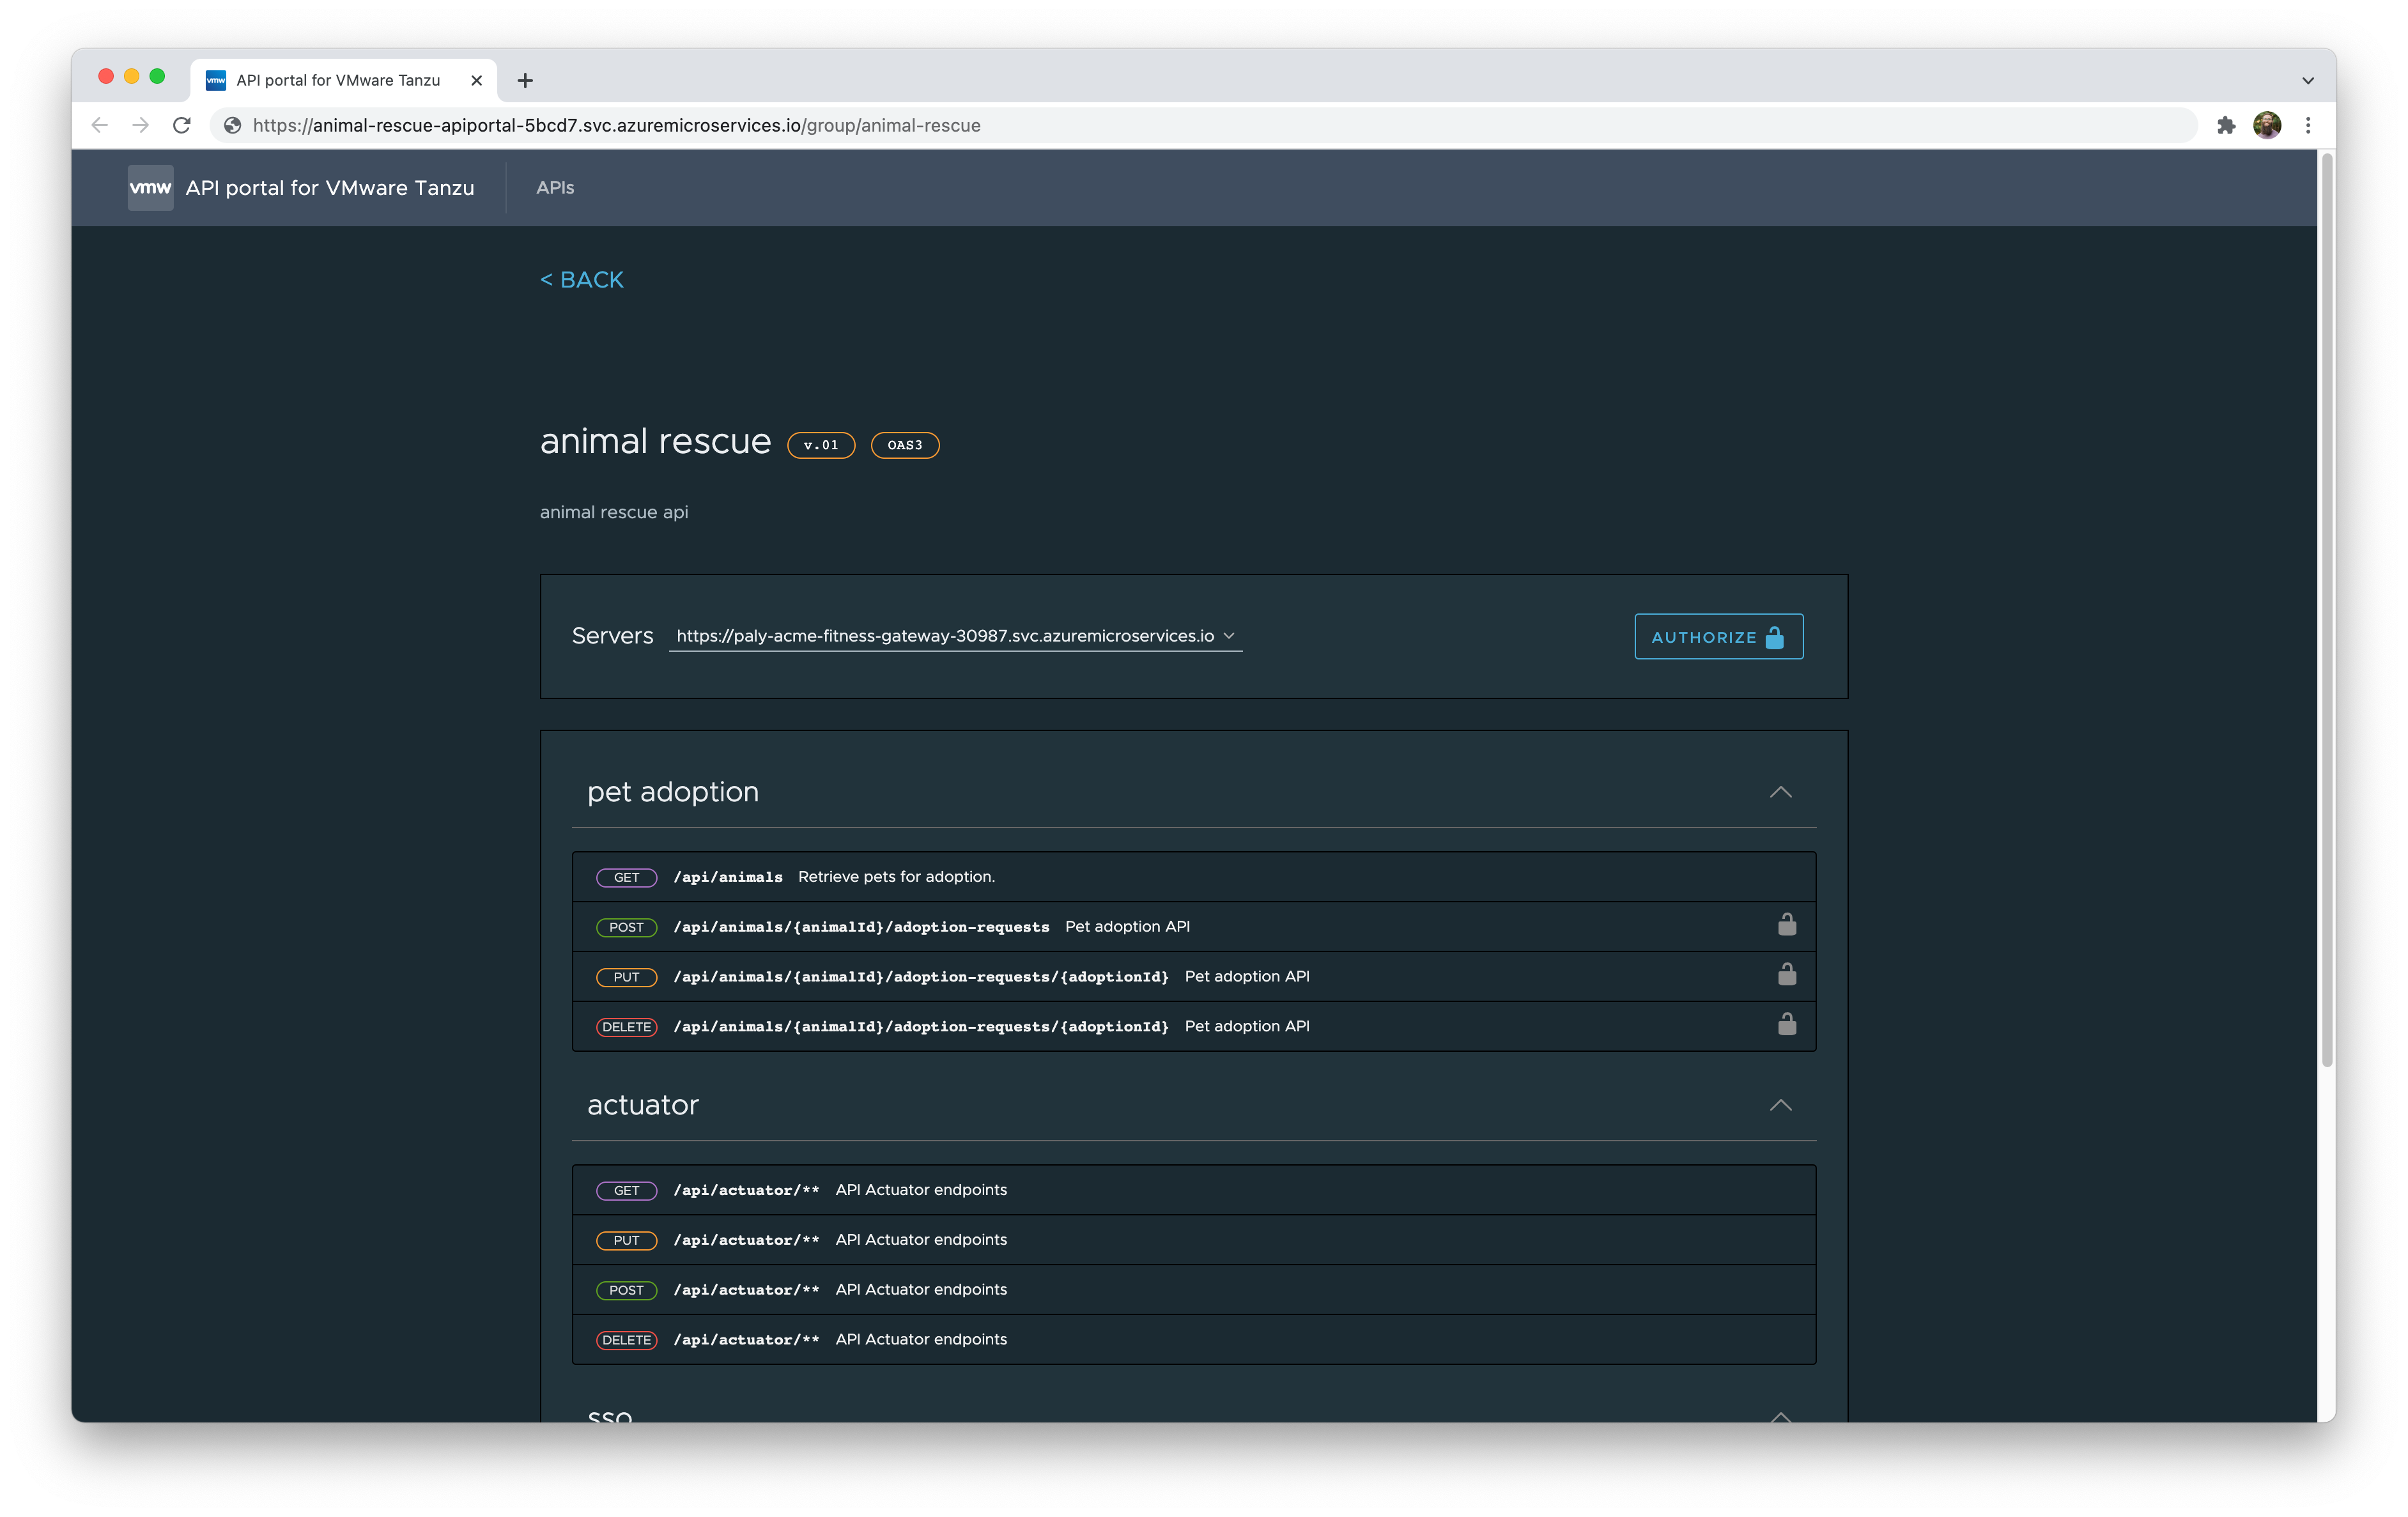 vmw API portal for VMware Tanzu
https://animal-rescue-apiportal-5bcd7.svc.azuremicroservices.io/group/animal-rescue
vmw API portal for VMware Tanzu APIs
< BACK
animal rescue v.01 OAS3
animal rescue api
Servers https://paly-acme-fitness-gateway-30987.svc.azuremicroservices.io AUTHORIZE
pet adoption
GET /api/animals Retrieve pets for adoption.
POST /api/animals/{animalId}/adoption-requests Pet adoption API
PUT /api/animals/{animalId}/adoption-requests/{adoptionId} Pet adoption API
DELETE /api/animals/{animalId}/adoption-requests/{adoptionId} Pet adoption API
actuator
GET /api/actuator/** API Actuator endpoints
PUT /api/actuator/** API Actuator endpoints
POST /api/actuator/** API Actuator endpoints
DELETE /api/actuator/** API Actuator endpoints
sso